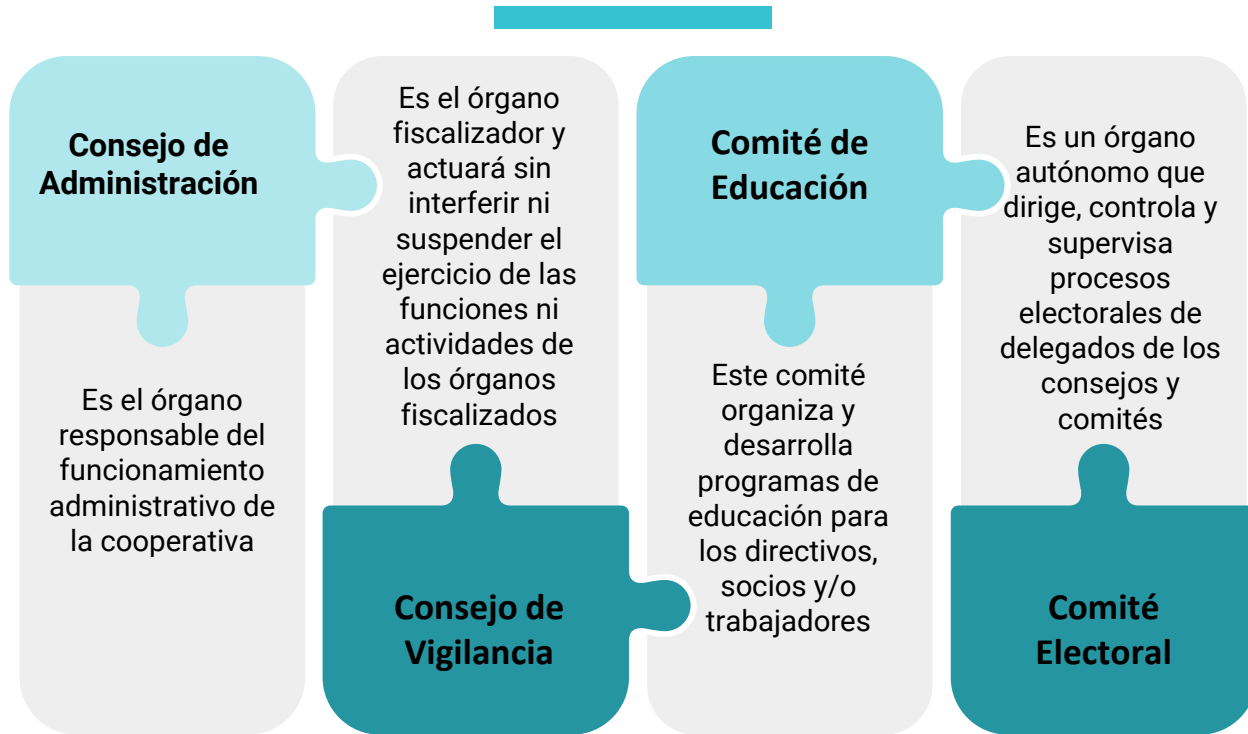 Consejo de
Administración
Es el órgano
responsable del
funcionamiento
administrativo de
la cooperativa
Es el órgano
fiscalizador y
actuará sin
interferir ni
suspender el
ejercicio de las
funciones ni
actividades de
los órganos
fiscalizados
Consejo de
Vigilancia
Comité de
Educación
Este comité
organiza y
desarrolla
programas de
educación para
los directivos,
socios y/o
trabajadores
Es un órgano
autónomo que
dirige, controla y
supervisa
procesos
electorales de
delegados de los
consejos y
comités
Comité
Electoral